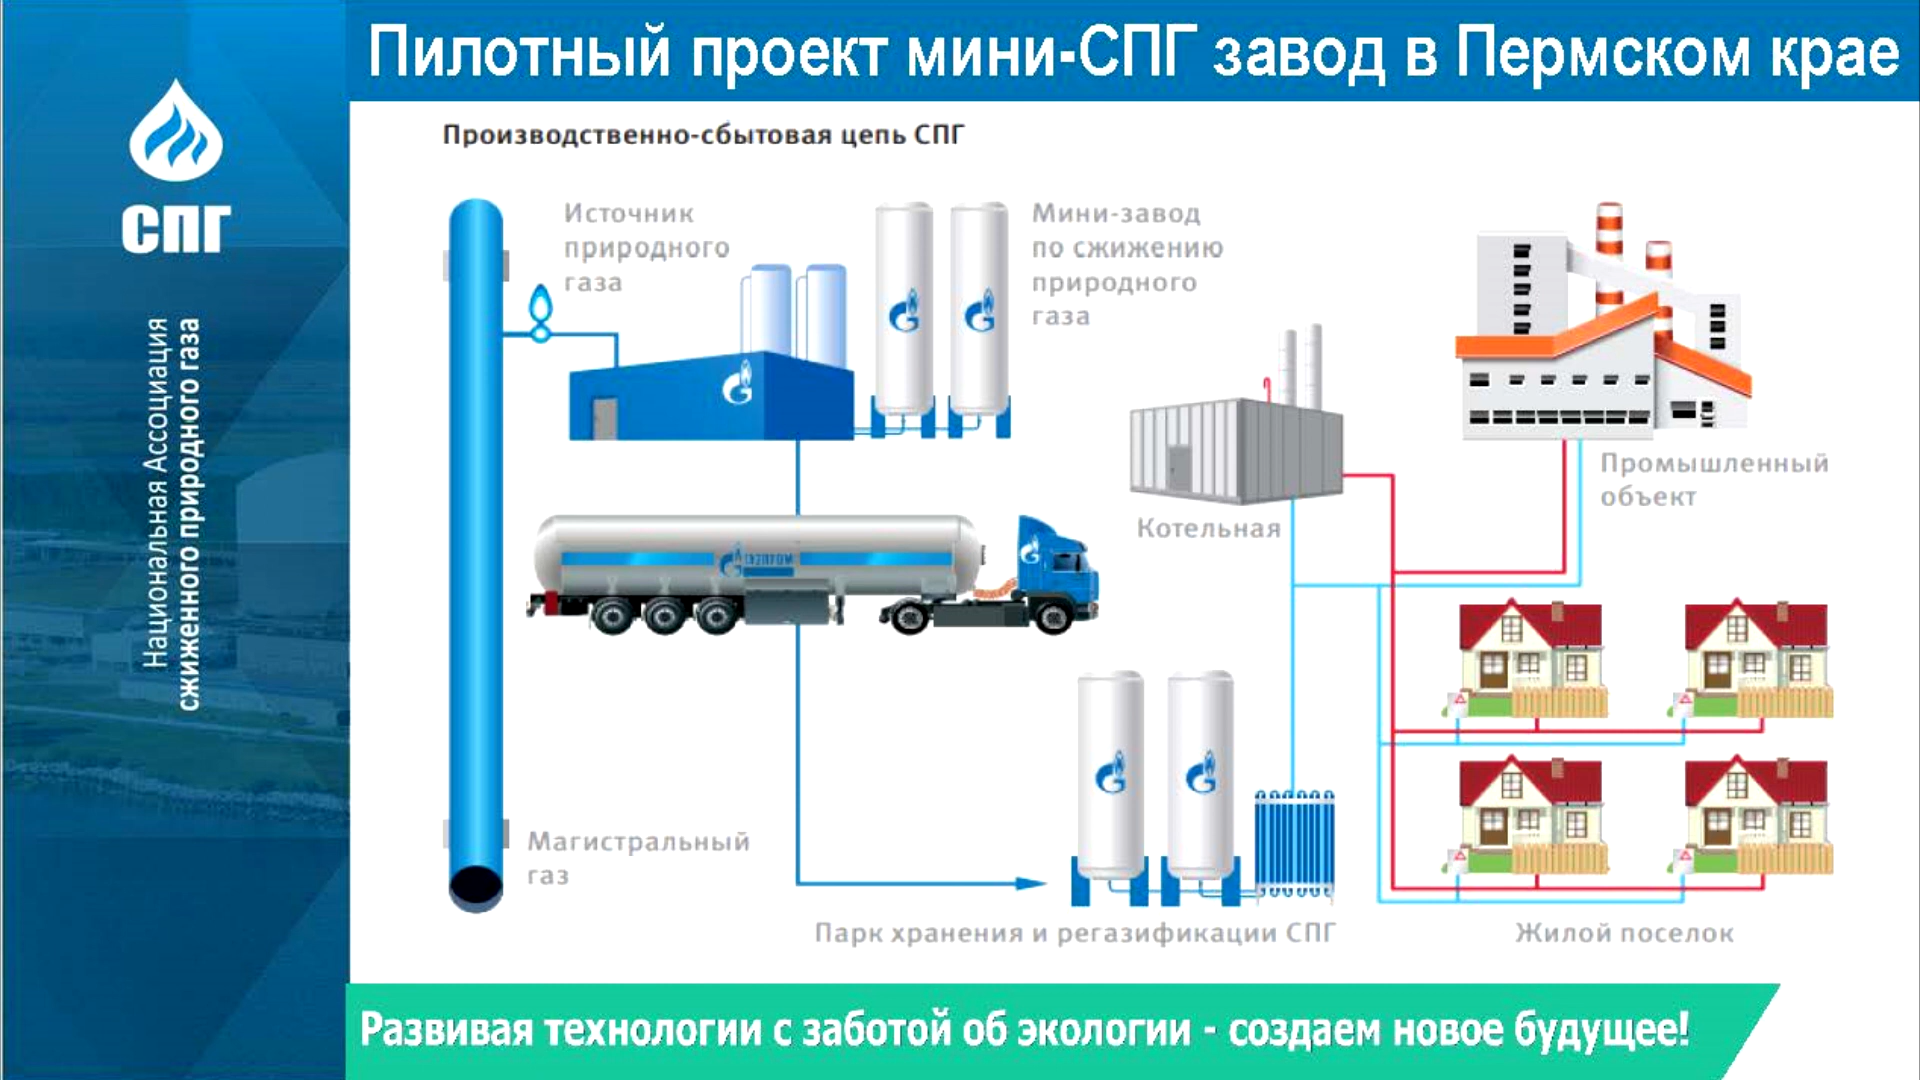 Пилотный проект мини-СПГ завод в Пермском крае
СПГ
Национальная Ассоциация
сжиженного природного газа
Производственно-сбытовая цепь СПГ
Источник
природного
газа
Мини-завод
по сжижению
природного
газа
Промышленный
объект
Котельная
ГАЗПРОМ
Магистральный
газ
Парк хранения и регазификации СПГ
Жилой поселок
Развивая технологии с заботой об экологии - создаем новое будущее!